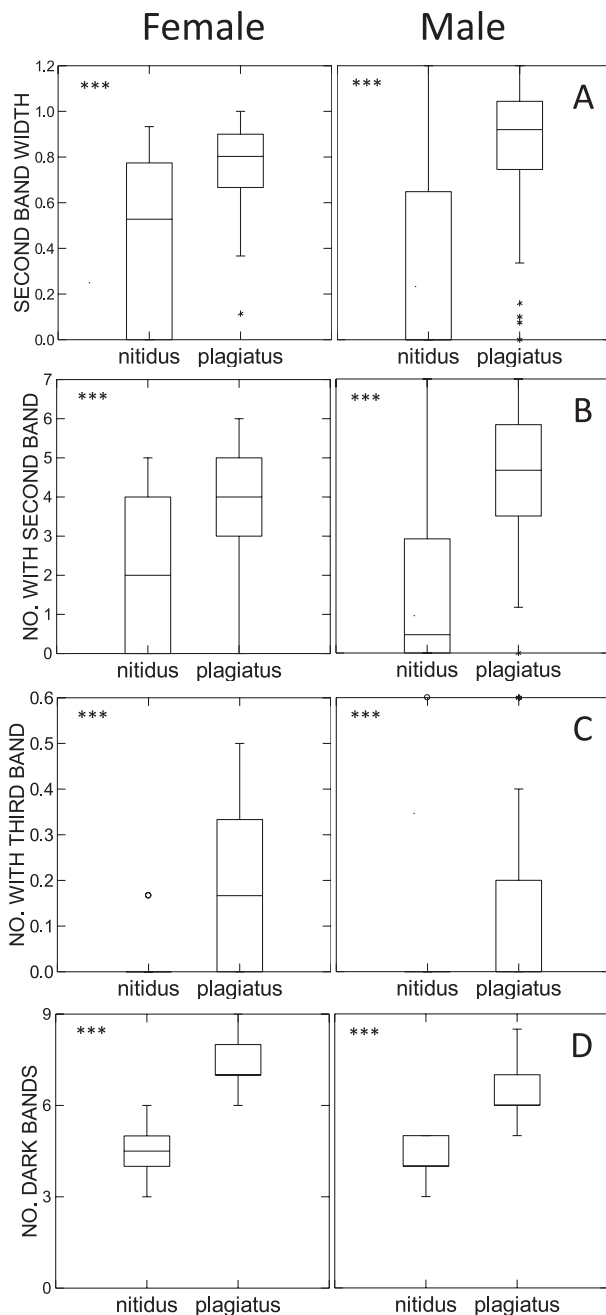 Female Male
*** *** A
SECOND BAND WIDTH
1.2
1.0
0.8
0.6
0.4
0.2
0.0
nitidus plagiatus nitidus plagiatus
*** *** B
NO. WITH SECOND BAND
7
6
5
4
3
2
1
0
nitidus plagiatus nitidus plagiatus
*** *** C
NO. WITH THIRD BAND
0.6
0.5
0.4
0.3
0.2
0.1
0.0
nitidus plagiatus nitidus plagiatus
*** *** D
NO. DARK BANDS
9
6
3
0
nitidus plagiatus nitidus plagiatus